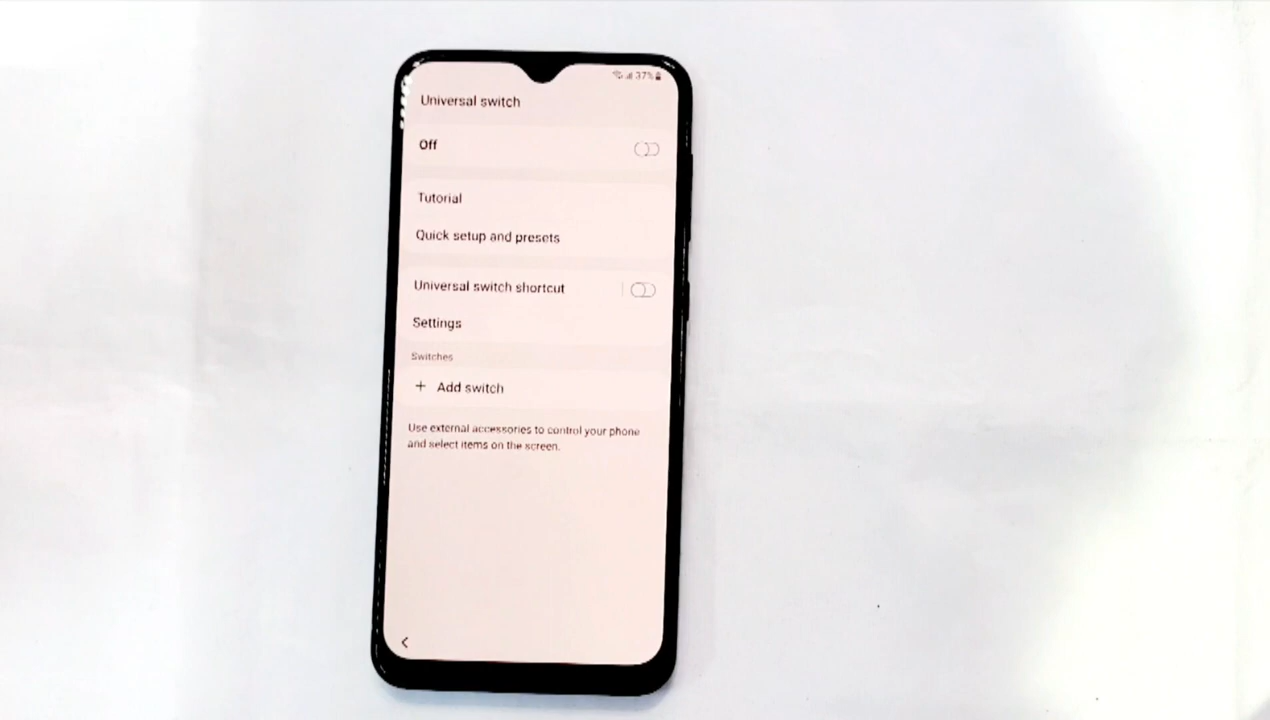 37%
Universal switch
Off
Tutorial
Quick setup and presets
Universal switch shortcut
Settings
Switches
+ Add switch
Use external accessories to control your phone
and select items on the screen.